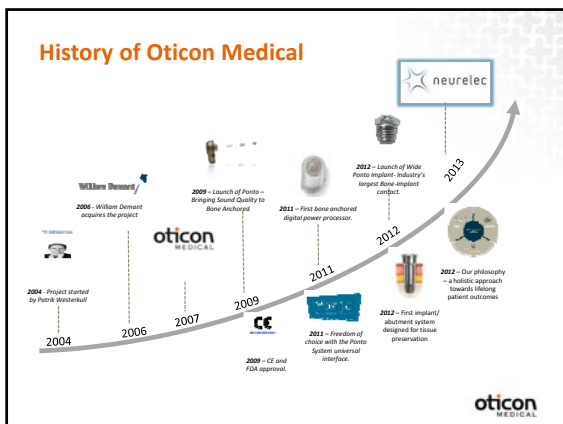 History of Oticon Medical
neurelec
2012 – Launch of Wide
Ponto Implant- Industry's
largest Bone-Implant
contact.
2013
William Demant
2009 – Launch of Ponto –
Bringing Sound Quality to
Bone Anchored
2011 – First bone anchored
digital power processor.
2006 - William Demant
acquires the project
oticon
MEDICAL
2012
2012 – Our philosophy
– a holistic approach
towards lifelong
patient outcomes
2004 - Project started
by Patrik Westerkull
2011
2009
2007
2006
2004
CE
2009 – CE and
FDA approval.
2011 – Freedom of
choice with the Ponto
System universal
interface.
2012 – First implant/
abutment system
designed for tissue
preservation
oticon
MEDICAL